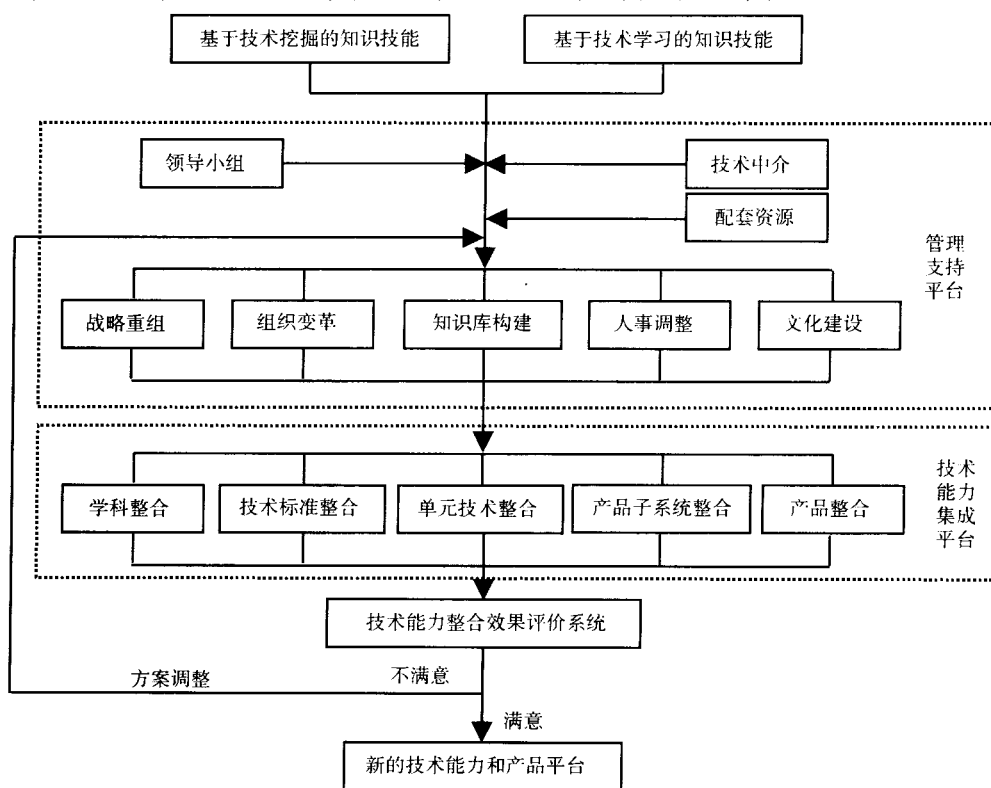 基于技术挖掘的知识技能
基于技术学习的知识技能
领导小组
技术中介
配套资源
管理
支持
平台
战略重组
组织变革
知识库构建
人事调整
文化建设
技术
能力
集成
平台
学科整合
技术标准整合
单元技术整合
产品子系统整合
产品整合
技术能力整合效果评价系统
方案调整
不满意
满意
新的技术能力和产品平台